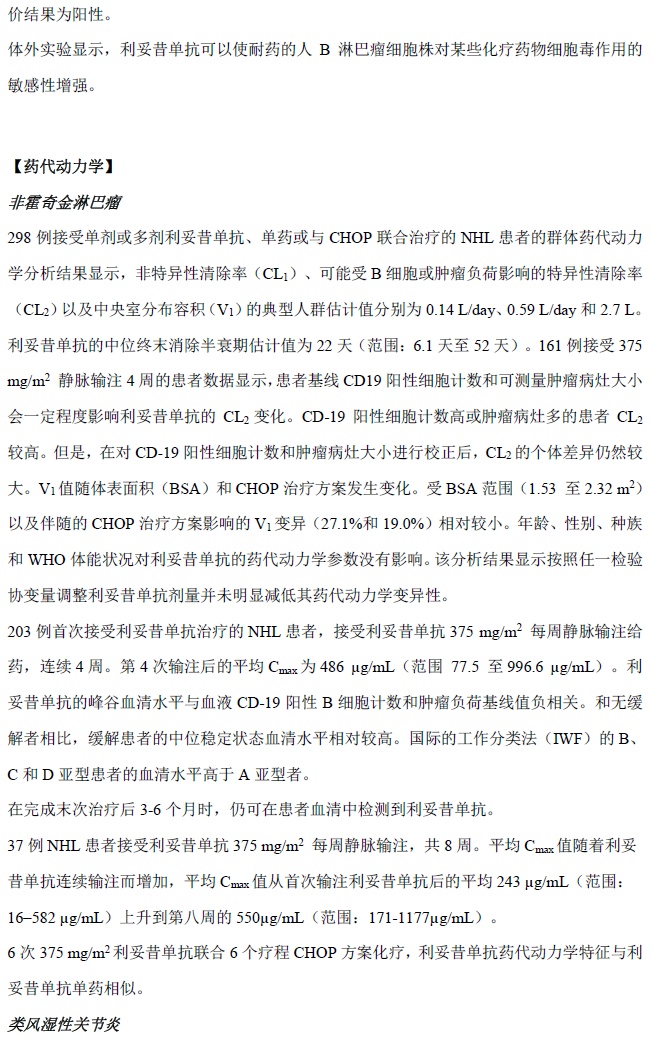 价结果为阳性。
体外实验显示，利妥昔单抗可以使耐药的人 B 淋巴瘤细胞株对某些化疗药物细胞毒作用的
敏感性增强。
【药代动力学】
非霍奇金淋巴瘤
298 例接受单剂或多剂利妥昔单抗、单药或与 CHOP 联合治疗的 NHL 患者的群体药代动力
学分析结果显示，非特异性清除率（CL₁）、可能受 B 细胞或肿瘤负荷影响的特异性清除率
（CL₂）以及中央室分布容积（V₁）的典型人群估计值分别为 0.14 L/day、0.59 L/day 和 2.7 L。
利妥昔单抗的中位终末消除半衰期估计值为 22 天（范围：6.1 天至 52 天）。161 例接受 375
mg/m² 静脉输注 4 周的患者数据显示，患者基线 CD19 阳性细胞计数和可测量肿瘤病灶大小
会一定程度影响利妥昔单抗的 CL₂ 变化。CD-19 阳性细胞计数高或肿瘤病灶多的患者 CL₂
较高。但是，在对 CD-19 阳性细胞计数和肿瘤病灶大小进行校正后，CL₂的个体差异仍然较
大。V₁值随体表面积（BSA）和 CHOP 治疗方案发生变化。受 BSA 范围（1.53 至 2.32 m²）
以及伴随的 CHOP 治疗方案影响的 V₁变异（27.1%和 19.0%）相对较小。年龄、性别、种族
和 WHO 体能状况对利妥昔单抗的药代动力学参数没有影响。该分析结果显示按照任一检验
协变量调整利妥昔单抗剂量并未明显减低其药代动力学变异性。
203 例首次接受利妥昔单抗治疗的 NHL 患者，接受利妥昔单抗 375 mg/m² 每周静脉输注给
药，连续 4 周。第 4 次输注后的平均 Cmax 为 486 µg/mL（范围 77.5 至 996.6 µg/mL）。利
妥昔单抗的峰谷血清水平与血液 CD-19 阳性 B 细胞计数和肿瘤负荷基线值负相关。和无缓
解者相比，缓解患者的中位稳定状态血清水平相对较高。国际的工作分类法（IWF）的 B、
C 和 D 亚型患者的血清水平高于 A 亚型者。
在完成末次治疗后 3-6 个月时，仍可在患者血清中检测到利妥昔单抗。
37 例 NHL 患者接受利妥昔单抗 375 mg/m² 每周静脉输注，共 8 周。平均 Cmax 值随着利妥
昔单抗连续输注而增加，平均 Cmax 值从首次输注利妥昔单抗后的平均 243 µg/mL（范围：
16–582 µg/mL）上升到第八周的 550µg/mL（范围：171-1177µg/mL）。
6 次 375 mg/m² 利妥昔单抗联合 6 个疗程 CHOP 方案化疗，利妥昔单抗药代动力学特征与利
妥昔单抗单药相似。
类风湿性关节炎